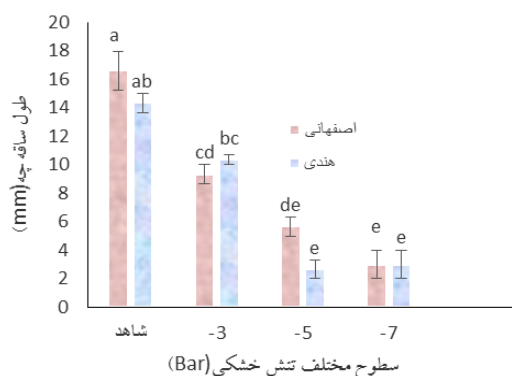 20
18
16
14
12
10
8
6
4
2
0
طول ساقه چه(mm)
a
ab
cd
bc
de
e
e
e
اصفهانی
هندی
شاهد
-3
-5
-7
سطوح مختلف تنش خشکی(Bar)